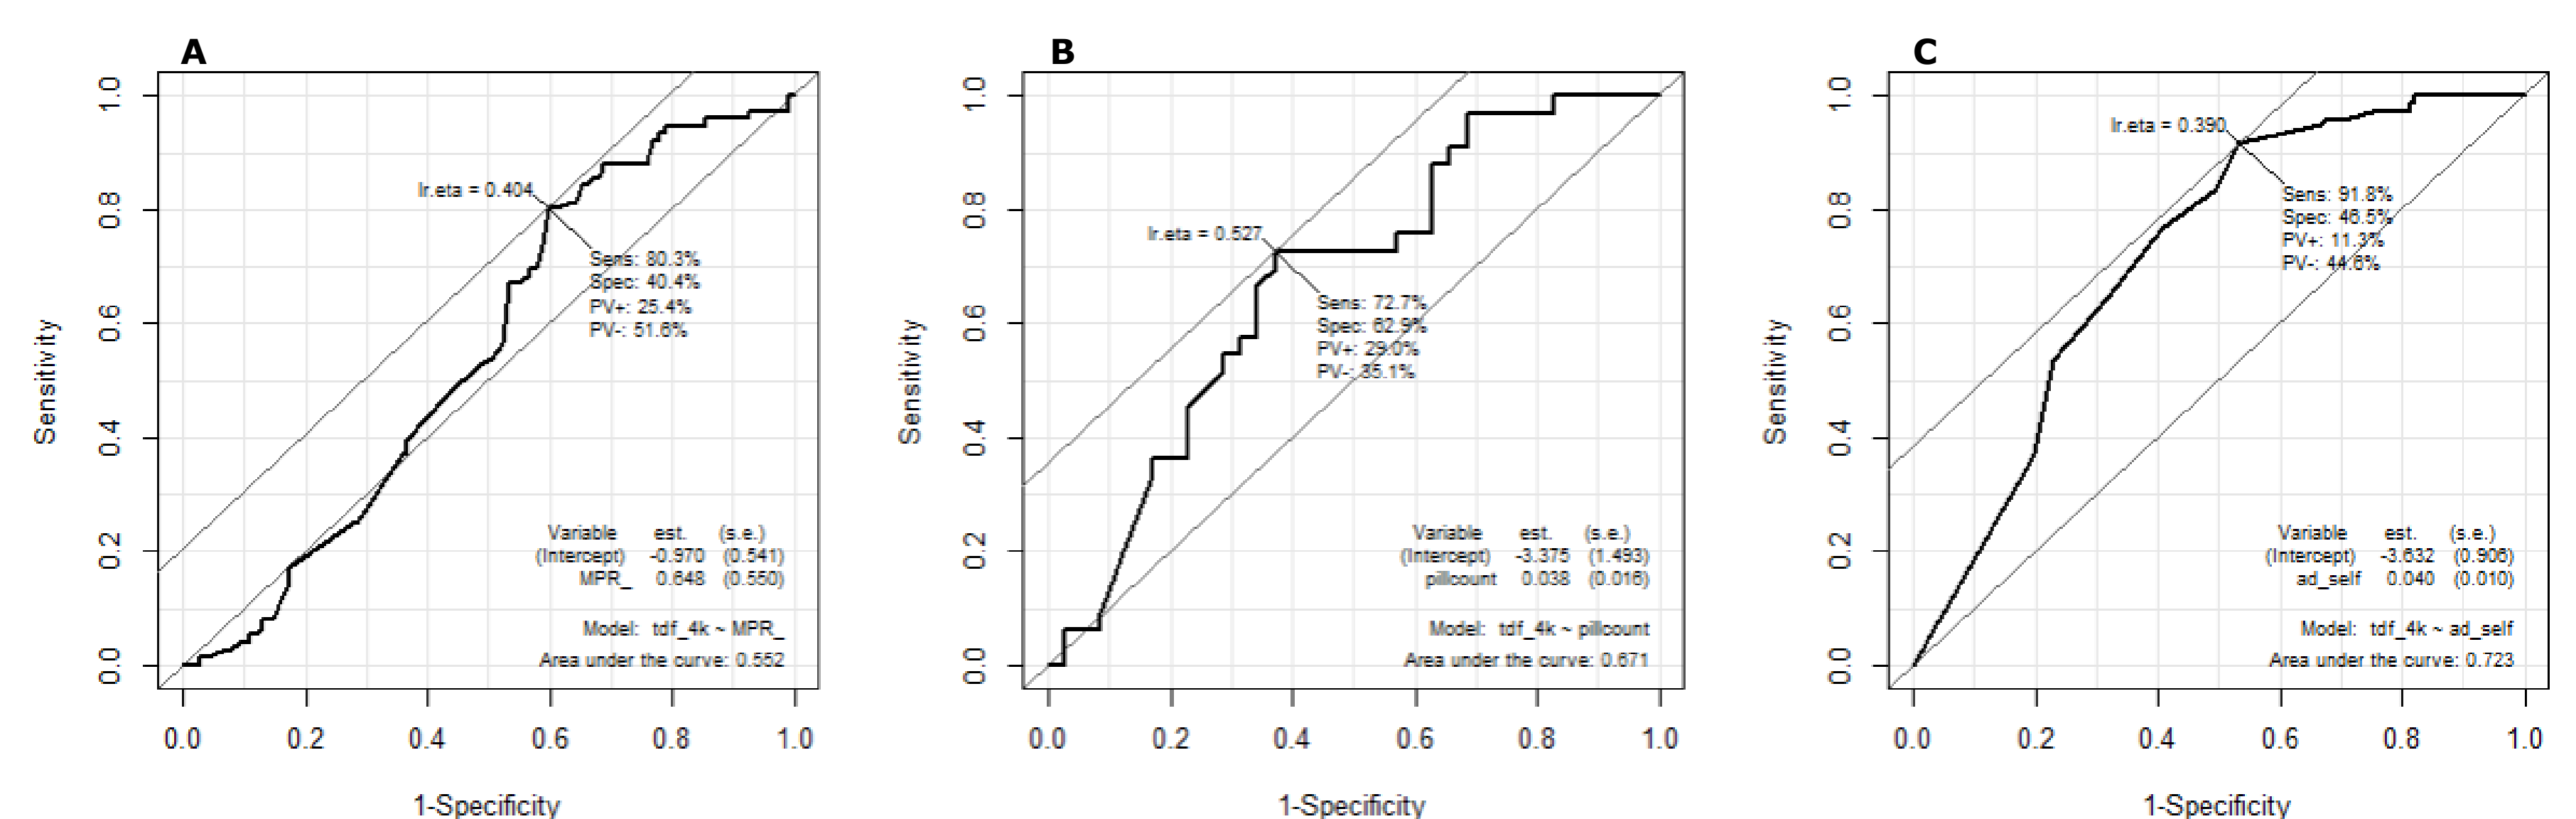 A
1.0
0.8
0.6
0.4
0.2
0.0
Sensitivity
lr.eta = 0.404
Sens: 80.3%
Spec: 40.4%
PV+: 25.4%
PV-: 51.6%
Variable est. (s.e.)
(Intercept) -0.970 (0.541)
MPR_ 0.648 (0.550)
Model: tdf_4k ~ MPR_
Area under the curve: 0.552
0.0 0.2 0.4 0.6 0.8 1.0
1-Specificity
B
1.0
0.8
0.6
0.4
0.2
0.0
Sensitivity
lr.eta = 0.527
Sens: 72.7%
Spec: 62.9%
PV+: 29.0%
PV-: 35.1%
Variable est. (s.e.)
(Intercept) -3.375 (1.493)
pillcount 0.038 (0.016)
Model: tdf_4k ~ pillcount
Area under the curve: 0.671
0.0 0.2 0.4 0.6 0.8 1.0
1-Specificity
C
1.0
0.8
0.6
0.4
0.2
0.0
Sensitivity
lr.eta = 0.390
Sens: 91.8%
Spec: 46.5%
PV+: 11.3%
PV-: 44.6%
Variable est. (s.e.)
(Intercept) -3.632 (0.906)
ad_self 0.040 (0.010)
Model: tdf_4k ~ ad_self
Area under the curve: 0.723
0.0 0.2 0.4 0.6 0.8 1.0
1-Specificity